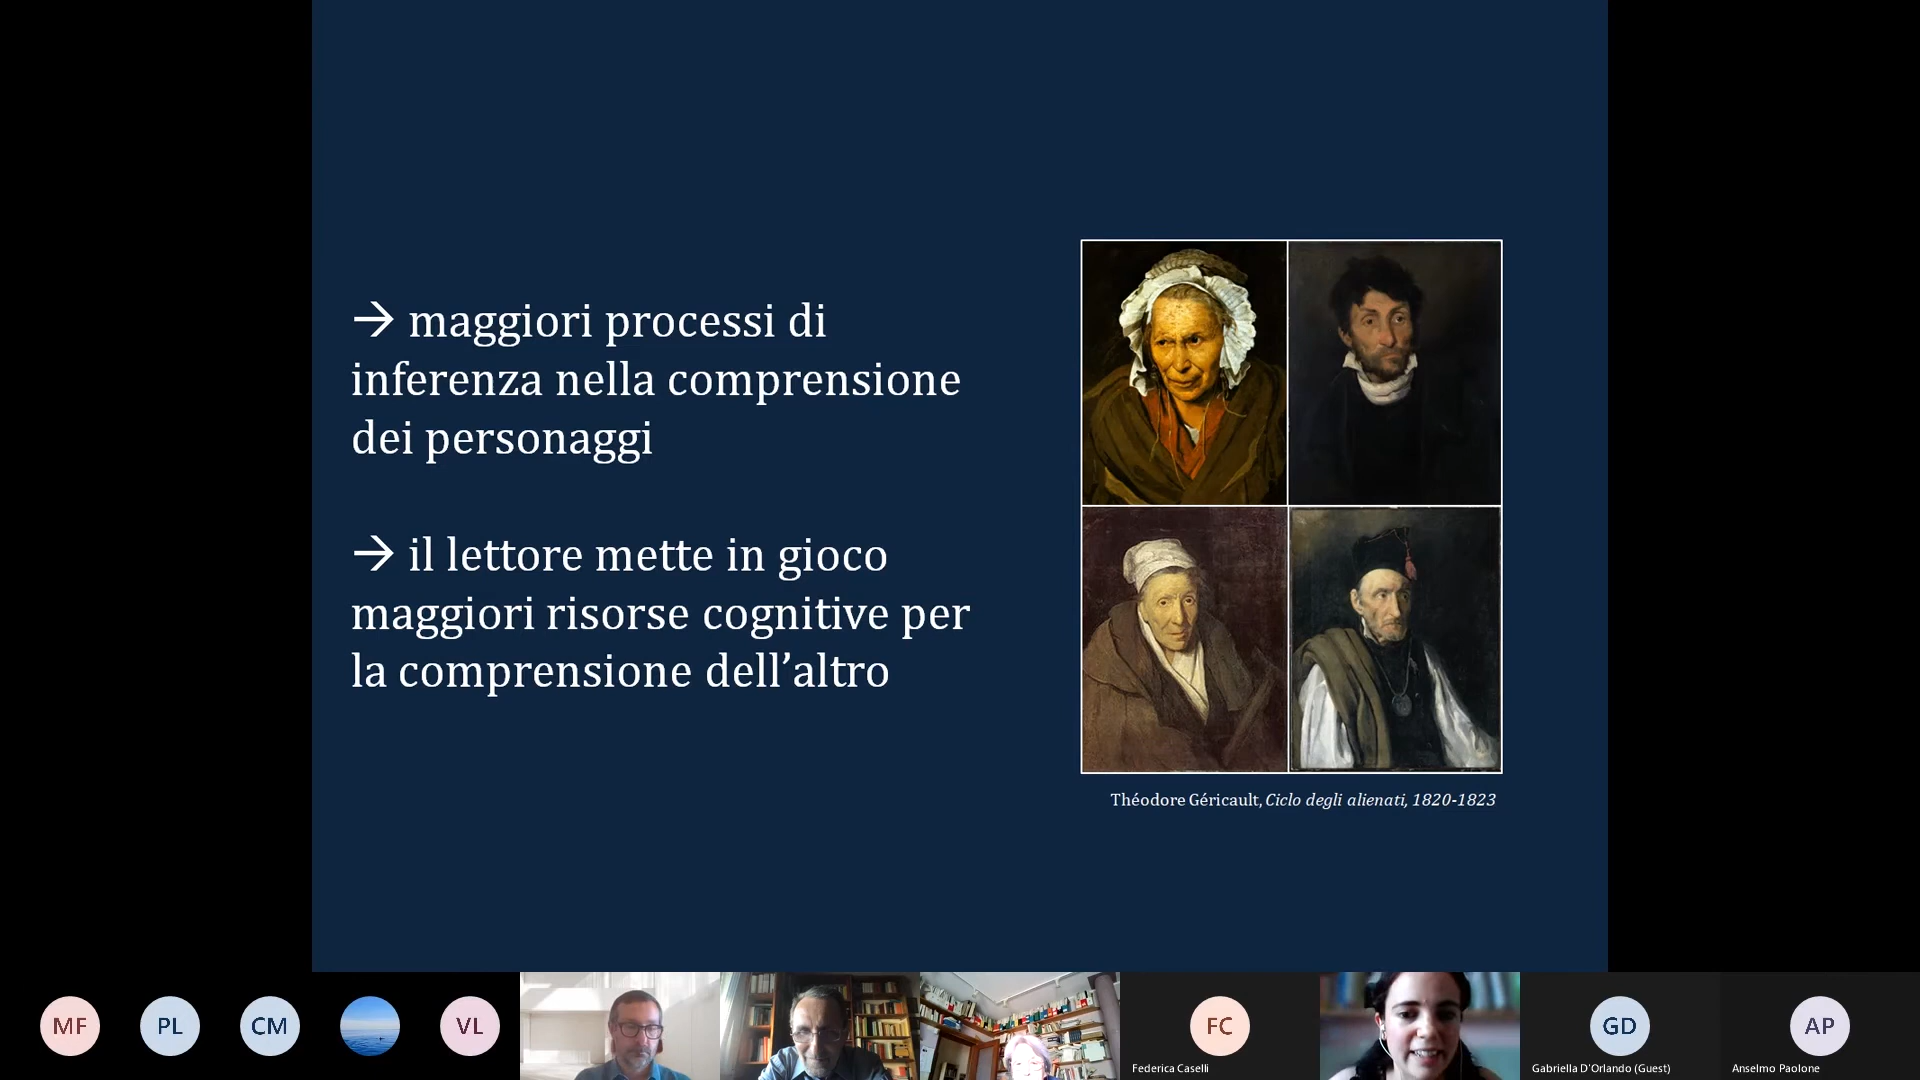 → maggiori processi di
inferenza nella comprensione
dei personaggi
→ il lettore mette in gioco
maggiori risorse cognitive per
la comprensione dell’altro
Théodore Géricault, Ciclo degli alienati, 1820-1823
MF
PL
CM
VL
FC
Federica Caselli
GD
Gabriella D'Orlando (Guest)
AP
Anselmo Paolone